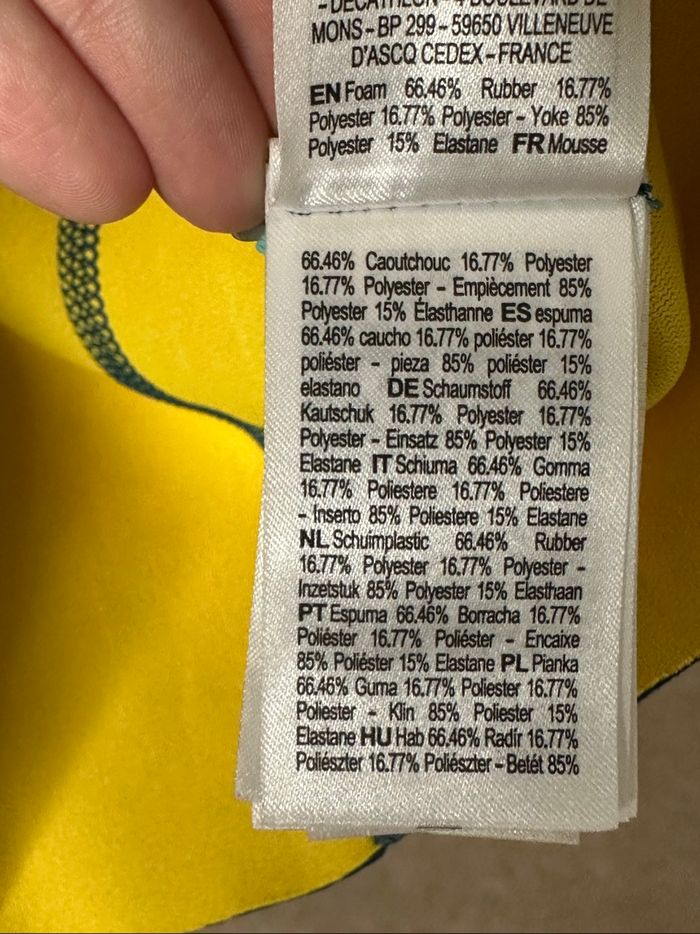 - DECATHLON - 4 BOULEVARD DE
MONS - BP 299 - 59650 VILLENEUVE
D'ASCQ CEDEX - FRANCE
EN Foam 66.46% Rubber 16.77%
Polyester 16.77% Polyester – Yoke 85%
Polyester 15% Elastane FR Mousse
66.46% Caoutchouc 16.77% Polyester
16.77% Polyester – Empiècement 85%
Polyester 15% Élasthanne ES espuma
66.46% caucho 16.77% poliéster 16.77%
poliéster – pieza 85% poliéster 15%
elastano DE Schaumstoff 66.46%
Kautschuk 16.77% Polyester 16.77%
Polyester – Einsatz 85% Polyester 15%
Elastane IT Schiuma 66.46% Gomma
16.77% Poliestere 16.77% Poliestere
– Inserto 85% Poliestere 15% Elastane
NL Schuimplastic 66.46% Rubber
16.77% Polyester 16.77% Polyester –
Inzetstuk 85% Polyester 15% Elasthaan
PT Espuma 66.46% Borracha 16.77%
Poliéster 16.77% Poliéster – Encaixe
85% Poliéster 15% Elastane PL Pianka
66.46% Guma 16.77% Poliester 16.77%
Poliester – Klin 85% Poliester 15%
Elastane HU Hab 66.46% Radír 16.77%
Poliészter 16.77% Poliészter – Betét 85%